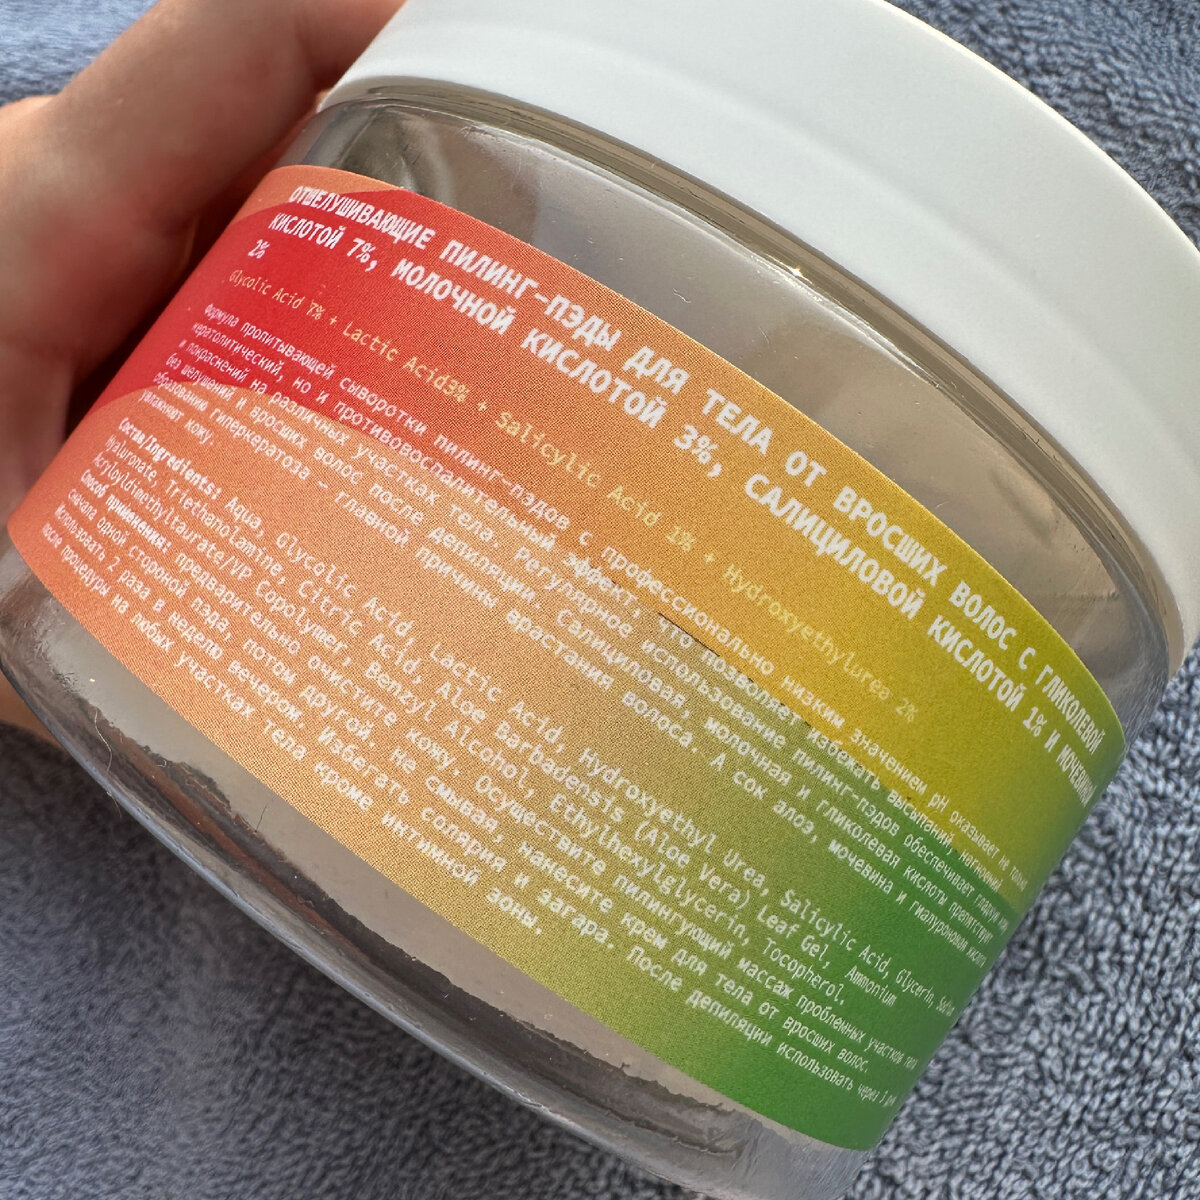 ОТШЕЛУШИВАЮЩИЕ ПИЛИНГ-ПЭДЫ ДЛЯ ТЕЛА ОТ ВРОСШИХ ВОЛОС С ГЛИКОЛЕВОЙ
КИСЛОТОЙ 7%, МОЛОЧНОЙ КИСЛОТОЙ 3%, САЛИЦИЛОВОЙ КИСЛОТОЙ 1% И МОЧЕВИНОЙ
2%
Glycolic Acid 7% + Lactic Acid3% + Salicylic Acid 1% + Hydroxyethylurea 2%
Формула пропитывающей сыворотки пилинг-пэдов с профессионально низким значением pH оказывает не только
кератолитический, но и противовоспалительный эффект, что позволяет избежать высыпаний, нагноений
и покраснений на различных участках тела. Регулярное использование пилинг-пэдов обеспечивает гладкую кожу
без шелушений и вросших волос после депиляции. Салициловая, молочная и гликолевая кислоты препятствуют
образованию гиперкератоза – главной причины врастания волоса. А сок алоэ, мочевина и гиалуроновая кислота
увлажняют кожу.
Состав/Ingredients: Aqua, Glycolic Acid, Lactic Acid, Hydroxyethyl Urea, Salicylic Acid, Glycerin, Sodium
Hyaluronate, Triethanolamine, Citric Acid, Aloe Barbadensis (Aloe Vera) Leaf Gel, Ammonium
Acryloyldimethyltaurate/VP Copolymer, Benzyl Alcohol, Ethylhexylglycerin, Tocopherol.
Способ применения: предварительно очистите кожу. Осуществите пилингующий массаж проблемных участков тела
сначала одной стороной пэда, потом другой. Не смывая, нанесите крем для тела от вросших волос.
Использовать 2 раза в неделю вечером. Избегать солярия и загара. После депиляции использовать через 3 дня
после процедуры на любых участках тела кроме интимной зоны.